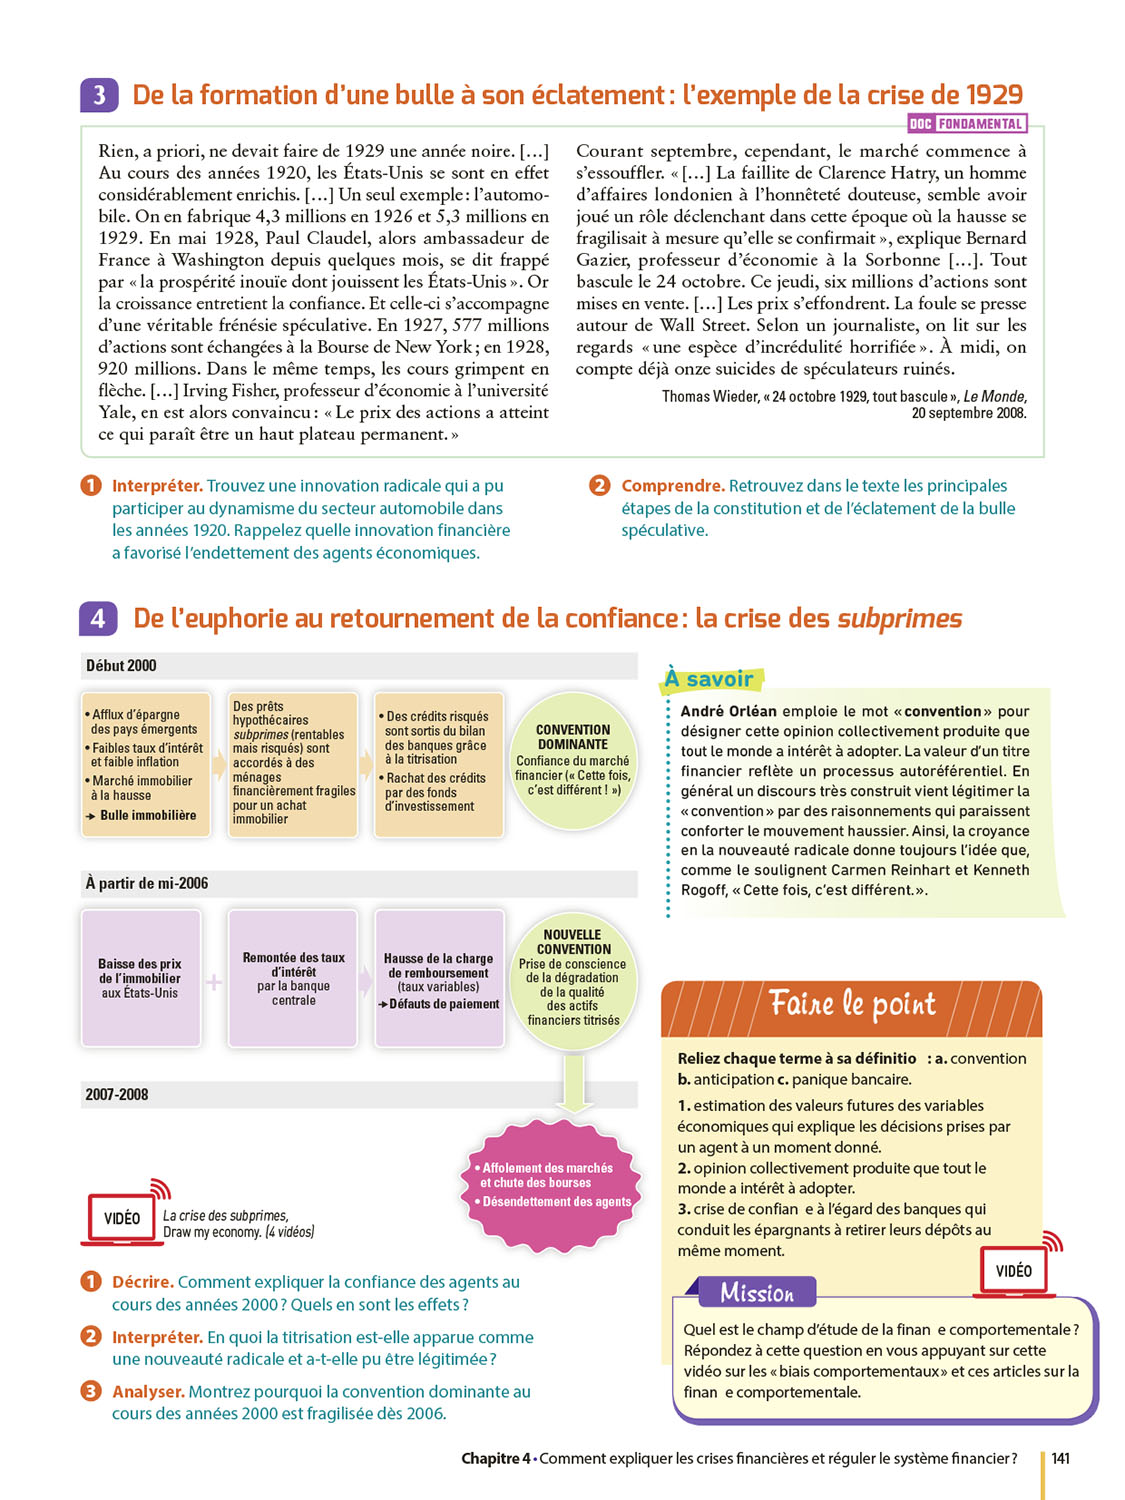 3 De la formation d'une bulle à son éclatement : l'exemple de la crise de 1929
DOC FONDAMENTAL
Rien, a priori, ne devait faire de 1929 une année noire. […]
Au cours des années 1920, les États-Unis se sont en effet
considérablement enrichis. […] Un seul exemple : l'automo-
bile. On en fabrique 4,3 millions en 1926 et 5,3 millions en
1929. En mai 1928, Paul Claudel, alors ambassadeur de
France à Washington depuis quelques mois, se dit frappé
par « la prospérité inouïe dont jouissent les États-Unis ». Or
la croissance entretient la confiance. Et celle-ci s'accompagne
d'une véritable frénésie spéculative. En 1927, 577 millions
d'actions sont échangées à la Bourse de New York ; en 1928,
920 millions. Dans le même temps, les cours grimpent en
flèche. […] Irving Fisher, professeur d'économie à l'université
Yale, en est alors convaincu : « Le prix des actions a atteint
ce qui paraît être un haut plateau permanent. »
Courant septembre, cependant, le marché commence à
s'essouffler. « […] La faillite de Clarence Hatry, un homme
d'affaires londonien à l'honnêteté douteuse, semble avoir
joué un rôle déclenchant dans cette époque où la hausse se
fragilisait à mesure qu'elle se confirmait », explique Bernard
Gazier, professeur d'économie à la Sorbonne […]. Tout
bascule le 24 octobre. Ce jeudi, six millions d'actions sont
mises en vente. […] Les prix s'effondrent. La foule se presse
autour de Wall Street. Selon un journaliste, on lit sur les
regards « une espèce d'incrédulité horrifiée ». À midi, on
compte déjà onze suicides de spéculateurs ruinés.
Thomas Wieder, « 24 octobre 1929, tout bascule », Le Monde,
20 septembre 2008.
1 Interpréter. Trouvez une innovation radicale qui a pu
participer au dynamisme du secteur automobile dans
les années 1920. Rappelez quelle innovation financière
a favorisé l'endettement des agents économiques.
2 Comprendre. Retrouvez dans le texte les principales
étapes de la constitution et de l'éclatement de la bulle
spéculative.
4 De l'euphorie au retournement de la confiance : la crise des subprimes
Début 2000
• Afflux d'épargne
des pays émergents
• Faibles taux d'intérêt
et faible inflation
• Marché immobilier
à la hausse
➔ Bulle immobilière
Des prêts
hypothécaires
subprimes (rentables
mais risqués) sont
accordés à des
ménages
financièrement fragiles
pour un achat
immobilier
• Des crédits risqués
sont sortis du bilan
des banques grâce
à la titrisation
• Rachat des crédits
par des fonds
d'investissement
CONVENTION
DOMINANTE
Confiance du marché
financier (« Cette fois,
c'est différent ! »)
À partir de mi-2006
Baisse des prix
de l'immobilier
aux États-Unis
+
Remontée des taux
d'intérêt
par la banque
centrale
Hausse de la charge
de remboursement
(taux variables)
➔ Défauts de paiement
NOUVELLE
CONVENTION
Prise de conscience
de la dégradation
de la qualité
des actifs
financiers titrisés
2007-2008
• Affolement des marchés
et chute des bourses
• Désendettement des agents
VIDÉO
La crise des subprimes,
Draw my economy. (4 vidéos)
1 Décrire. Comment expliquer la confiance des agents au
cours des années 2000 ? Quels en sont les effets ?
2 Interpréter. En quoi la titrisation est-elle apparue comme
une nouveauté radicale et a-t-elle pu être légitimée ?
3 Analyser. Montrez pourquoi la convention dominante au
cours des années 2000 est fragilisée dès 2006.
À savoir
André Orléan emploie le mot « convention » pour
désigner cette opinion collectivement produite que
tout le monde a intérêt à adopter. La valeur d'un titre
financier reflète un processus autoréférentiel. En
général un discours très construit vient légitimer la
« convention » par des raisonnements qui paraissent
conforter le mouvement haussier. Ainsi, la croyance
en la nouveauté radicale donne toujours l'idée que,
comme le soulignent Carmen Reinhart et Kenneth
Rogoff, « Cette fois, c'est différent. ».
Faire le point
Reliez chaque terme à sa définitio : a. convention
b. anticipation c. panique bancaire.
1. estimation des valeurs futures des variables
économiques qui explique les décisions prises par
un agent à un moment donné.
2. opinion collectivement produite que tout le
monde a intérêt à adopter.
3. crise de confian e à l'égard des banques qui
conduit les épargnants à retirer leurs dépôts au
même moment.
VIDÉO
Mission
Quel est le champ d'étude de la finan e comportementale ?
Répondez à cette question en vous appuyant sur cette
vidéo sur les « biais comportementaux » et ces articles sur la
finan e comportementale.
Chapitre 4 • Comment expliquer les crises financières et réguler le système financier ? 141